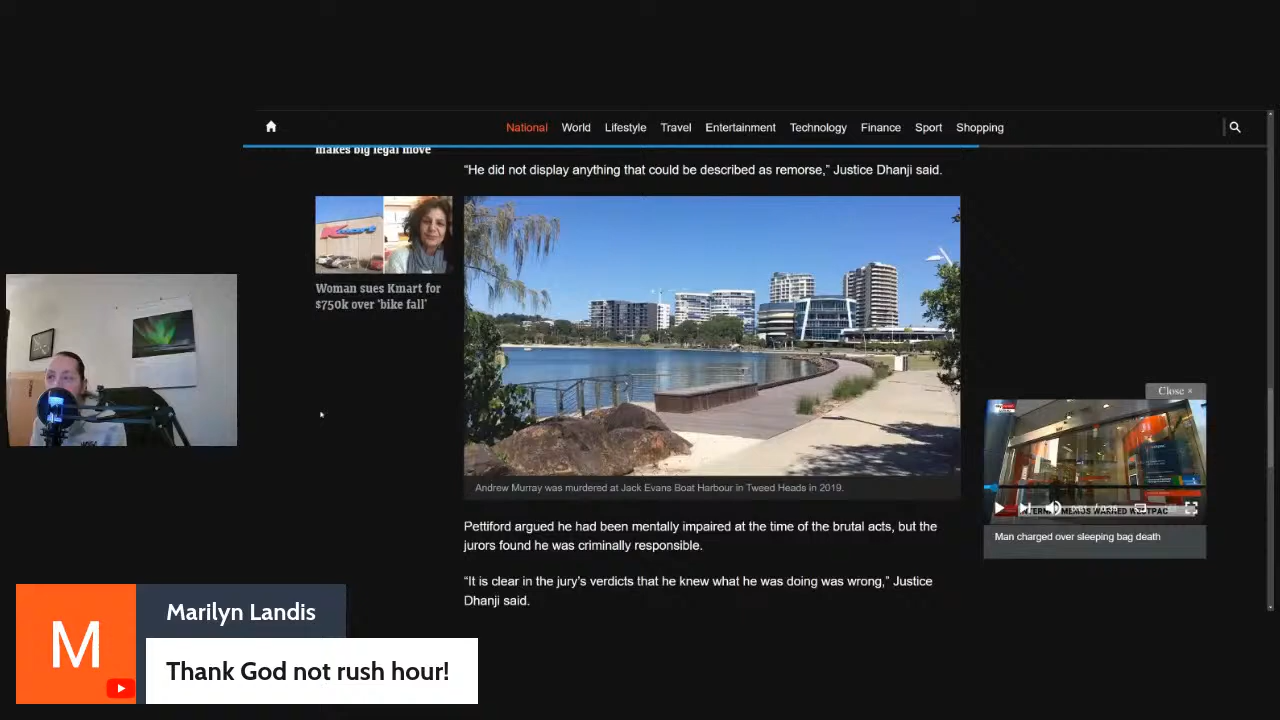 National World Lifestyle Travel Entertainment Technology Finance Sport Shopping
makes big legal move
“He did not display anything that could be described as remorse,” Justice Dhanji said.
Kmart
Woman sues Kmart for
$750k over ‘bike fall’
Andrew Murray was murdered at Jack Evans Boat Harbour in Tweed Heads in 2019.
Close ×
Man charged over sleeping bag death
Pettiford argued he had been mentally impaired at the time of the brutal acts, but the
jurors found he was criminally responsible.
“It is clear in the jury’s verdicts that he knew what he was doing was wrong,” Justice
Dhanji said.
M
Marilyn Landis
Thank God not rush hour!